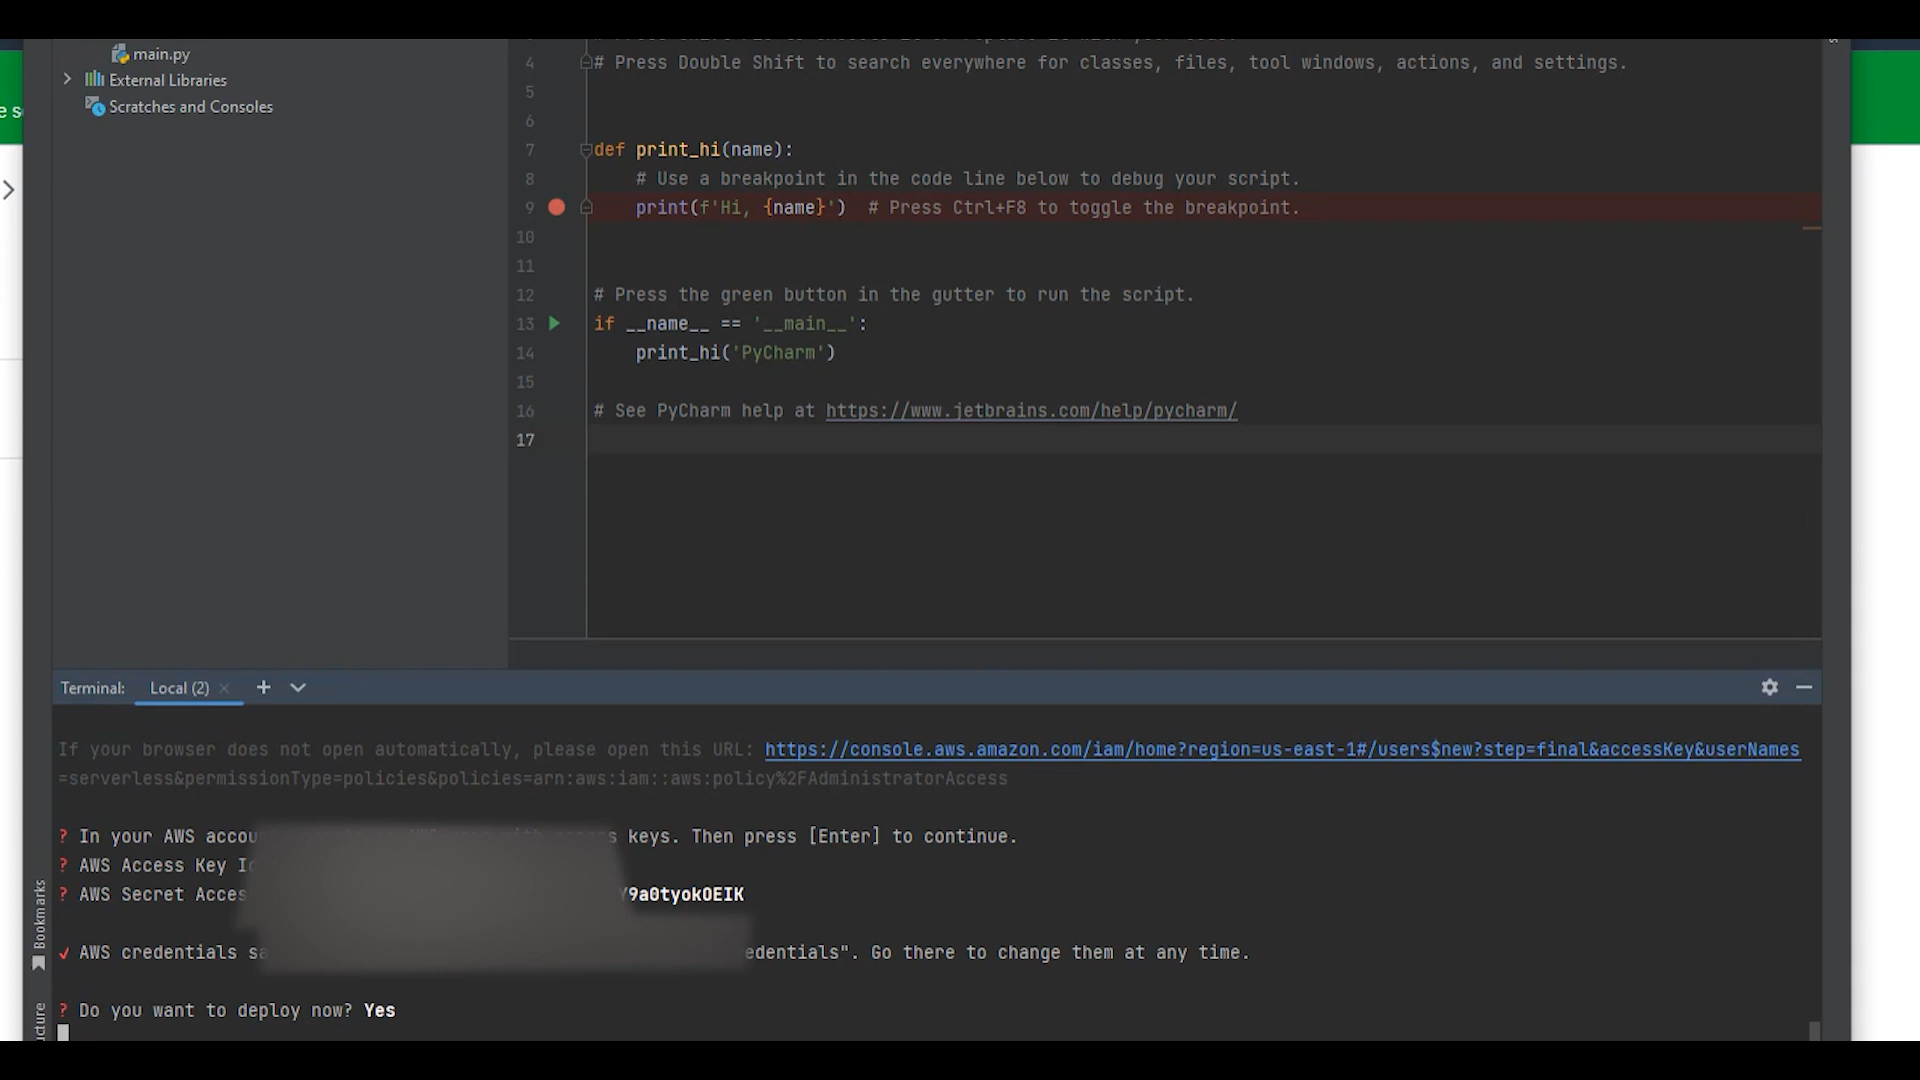 main.py
External Libraries
Scratches and Consoles
4 # Press Double Shift to search everywhere for classes, files, tool windows, actions, and settings.
5
6
7 def print_hi(name):
8 # Use a breakpoint in the code line below to debug your script.
9 print(f'Hi, {name}') # Press Ctrl+F8 to toggle the breakpoint.
10
11
12 # Press the green button in the gutter to run the script.
13 if __name__ == '__main__':
14 print_hi('PyCharm')
15
16 # See PyCharm help at https://www.jetbrains.com/help/pycharm/
17
Terminal: Local (2)
If your browser does not open automatically, please open this URL: https://console.aws.amazon.com/iam/home?region=us-east-1#/users$new?step=final&accessKey&userNames
=serverless&permissionType=policies&policies=arn:aws:iam::aws:policy%2FAdministratorAccess
? In your AWS keys. Then press [Enter] to continue.
? AWS Access Key
? AWS Secret 9a0tyokOEIK
✓ AWS credentials edentials". Go there to change them at any time.
? Do you want to deploy now? Yes
Bookmarks